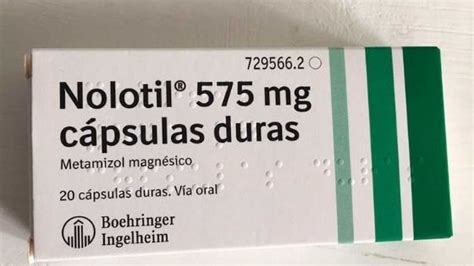 729566.2
Nolotil® 575 mg
cápsulas duras
Metamizol magnésico
20 cápsulas duras. Vía oral
Boehringer
Ingelheim